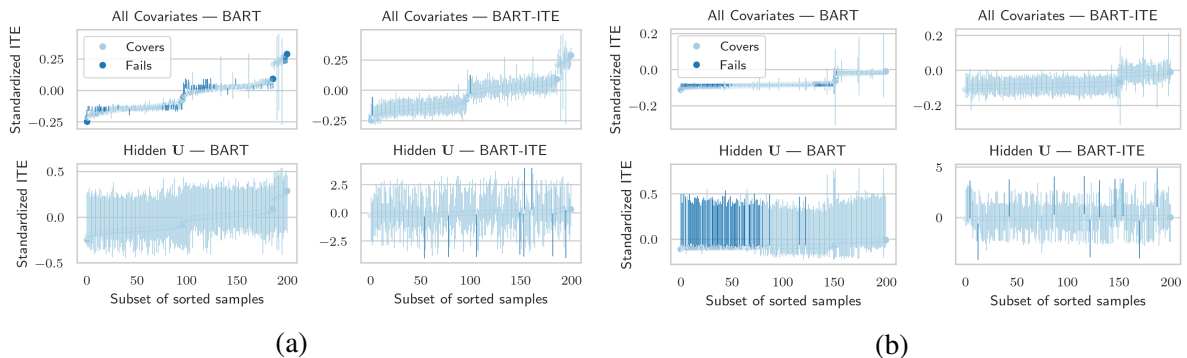 All Covariates — BART
All Covariates — BART-ITE
Standardized ITE
0.25
0.00
−0.25
Covers
Fails
0.25
0.00
−0.25
Hidden U — BART
Hidden U — BART-ITE
Standardized ITE
0.5
0.0
−0.5
2.5
0.0
−2.5
0 50 100 150 200
0 50 100 150 200
Subset of sorted samples
Subset of sorted samples
(a)
All Covariates — BART
All Covariates — BART-ITE
Standardized ITE
0.2
0.0
−0.1
Covers
Fails
0.2
0.0
−0.2
Hidden U — BART
Hidden U — BART-ITE
Standardized ITE
0.5
0.0
5
0
0 50 100 150 200
0 50 100 150 200
Subset of sorted samples
Subset of sorted samples
(b)